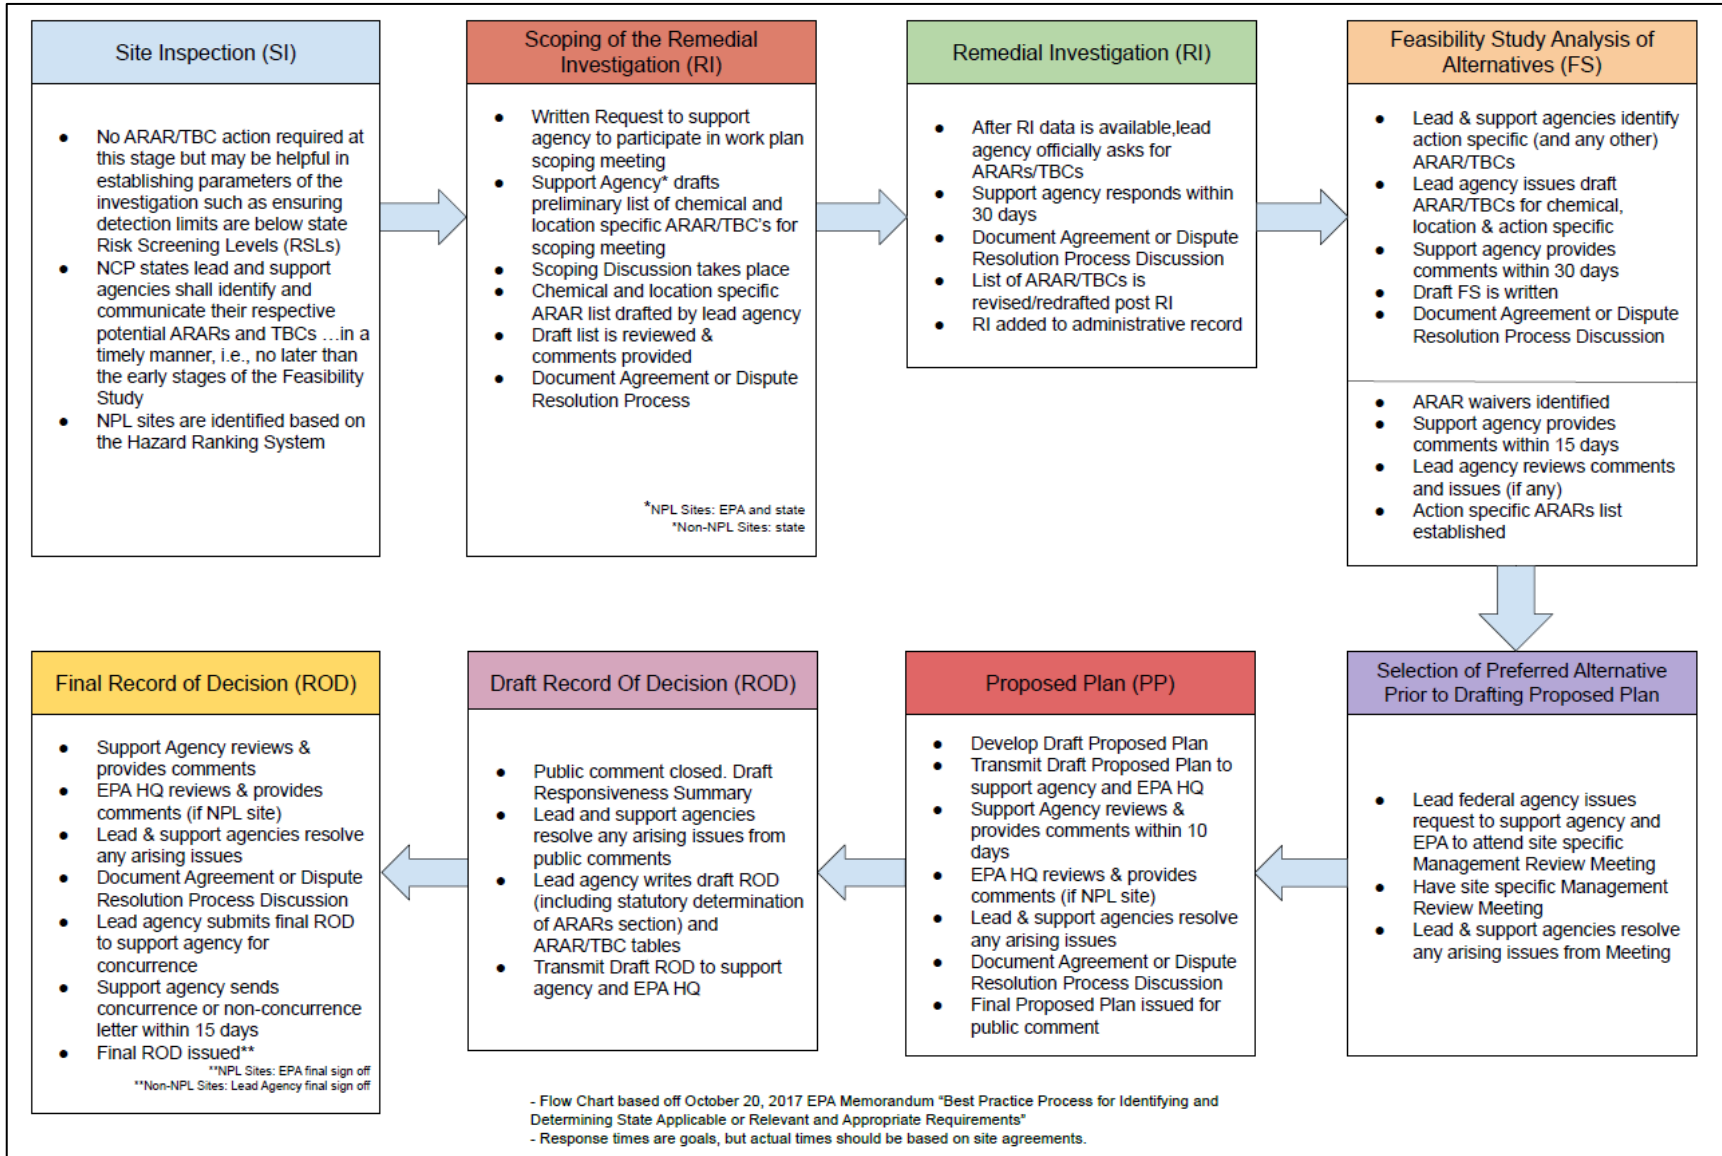 Site Inspection (SI)
● No ARAR/TBC action required at
this stage but may be helpful in
establishing parameters of the
investigation such as ensuring
detection limits are below state
Risk Screening Levels (RSLs)
● NCP states lead and support
agencies shall identify and
communicate their respective
potential ARARs and TBCs …in a
timely manner, i.e., no later than
the early stages of the Feasibility
Study
● NPL sites are identified based on
the Hazard Ranking System
Scoping of the Remedial
Investigation (RI)
● Written Request to support
agency to participate in work plan
scoping meeting
● Support Agency* drafts
preliminary list of chemical and
location specific ARAR/TBC's for
scoping meeting
● Scoping Discussion takes place
● Chemical and location specific
ARAR list drafted by lead agency
● Draft list is reviewed &
comments provided
● Document Agreement or Dispute
Resolution Process
*NPL Sites: EPA and state
*Non-NPL Sites: state
Remedial Investigation (RI)
● After RI data is available,lead
agency officially asks for
ARARs/TBCs
● Support agency responds within
30 days
● Document Agreement or Dispute
Resolution Process Discussion
● List of ARAR/TBCs is
revised/redrafted post RI
● RI added to administrative record
Feasibility Study Analysis of
Alternatives (FS)
● Lead & support agencies identify
action specific (and any other)
ARAR/TBCs
● Lead agency issues draft
ARAR/TBCs for chemical,
location & action specific
● Support agency provides
comments within 30 days
● Draft FS is written
● Document Agreement or Dispute
Resolution Process Discussion
● ARAR waivers identified
● Support agency provides
comments within 15 days
● Lead agency reviews comments
and issues (if any)
● Action specific ARARs list
established
Selection of Preferred Alternative
Prior to Drafting Proposed Plan
● Lead federal agency issues
request to support agency and
EPA to attend site specific
Management Review Meeting
● Have site specific Management
Review Meeting
● Lead & support agencies resolve
any arising issues from Meeting
Proposed Plan (PP)
● Develop Draft Proposed Plan
● Transmit Draft Proposed Plan to
support agency and EPA HQ
● Support Agency reviews &
provides comments within 10
days
● EPA HQ reviews & provides
comments (if NPL site)
● Lead & support agencies resolve
any arising issues
● Document Agreement or Dispute
Resolution Process Discussion
● Final Proposed Plan issued for
public comment
Draft Record Of Decision (ROD)
● Public comment closed. Draft
Responsiveness Summary
● Lead and support agencies
resolve any arising issues from
public comments
● Lead agency writes draft ROD
(including statutory determination
of ARARs section) and
ARAR/TBC tables
● Transmit Draft ROD to support
agency and EPA HQ
Final Record of Decision (ROD)
● Support Agency reviews &
provides comments
● EPA HQ reviews & provides
comments (if NPL site)
● Lead & support agencies resolve
any arising issues
● Document Agreement or Dispute
Resolution Process Discussion
● Lead agency submits final ROD
to support agency for
concurrence
● Support agency sends
concurrence or non-concurrence
letter within 15 days
● Final ROD issued**
**NPL Sites: EPA final sign off
**Non-NPL Sites: Lead Agency final sign off
- Flow Chart based off October 20, 2017 EPA Memorandum “Best Practice Process for Identifying and
Determining State Applicable or Relevant and Appropriate Requirements”
- Response times are goals, but actual times should be based on site agreements.